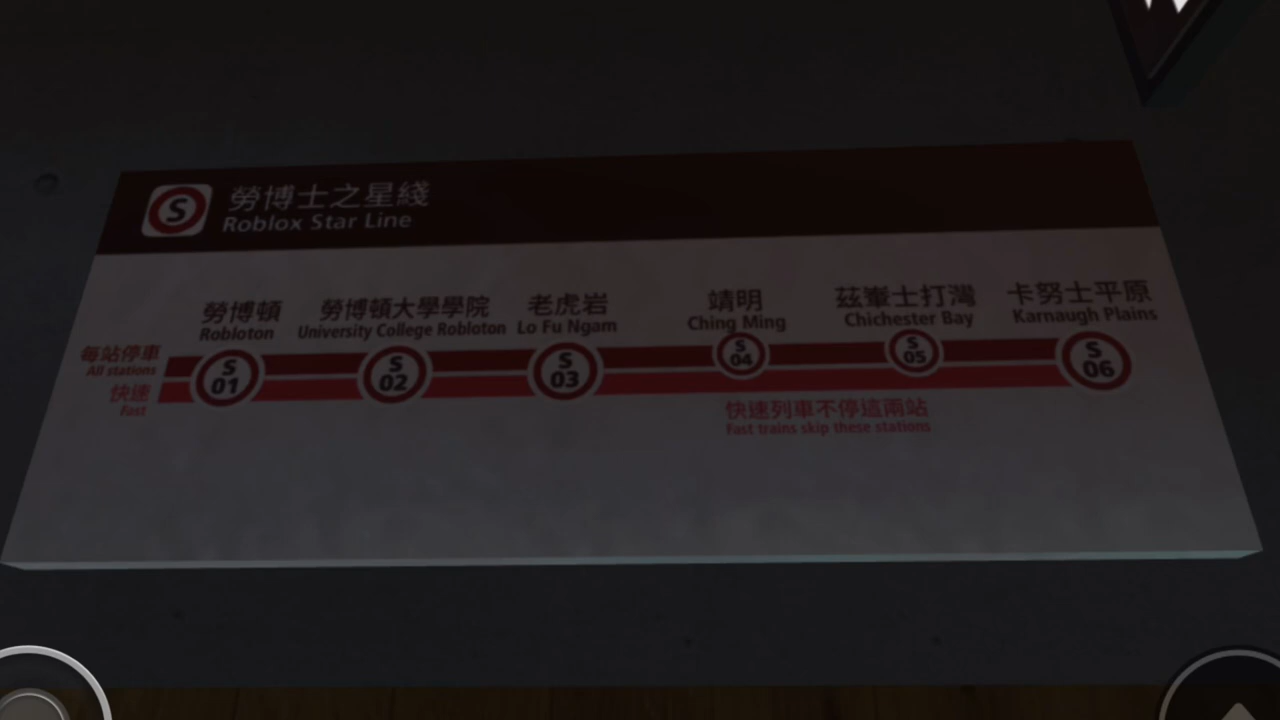 S
勞博士之星綫
Roblox Star Line
勞博頓
Robloton
勞博頓大學學院
University College Robloton
老虎岩
Lo Fu Ngam
靖明
Ching Ming
茲峯士打灣
Chichester Bay
卡努士平原
Karnaugh Plains
每站停車
All stations
快速
Fast
S
01
S
02
S
03
S
04
S
05
S
06
快速列車不停這兩站
Fast trains skip these stations